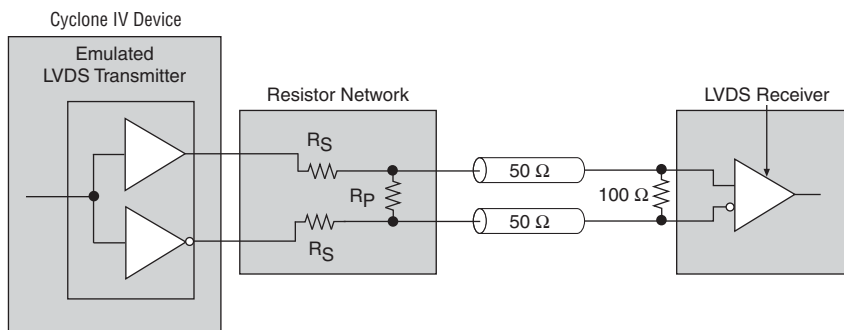 Cyclone IV Device
Emulated
LVDS Transmitter
Resistor Network
LVDS Receiver
RS
50 Ω
RP
100 Ω
50 Ω
RS